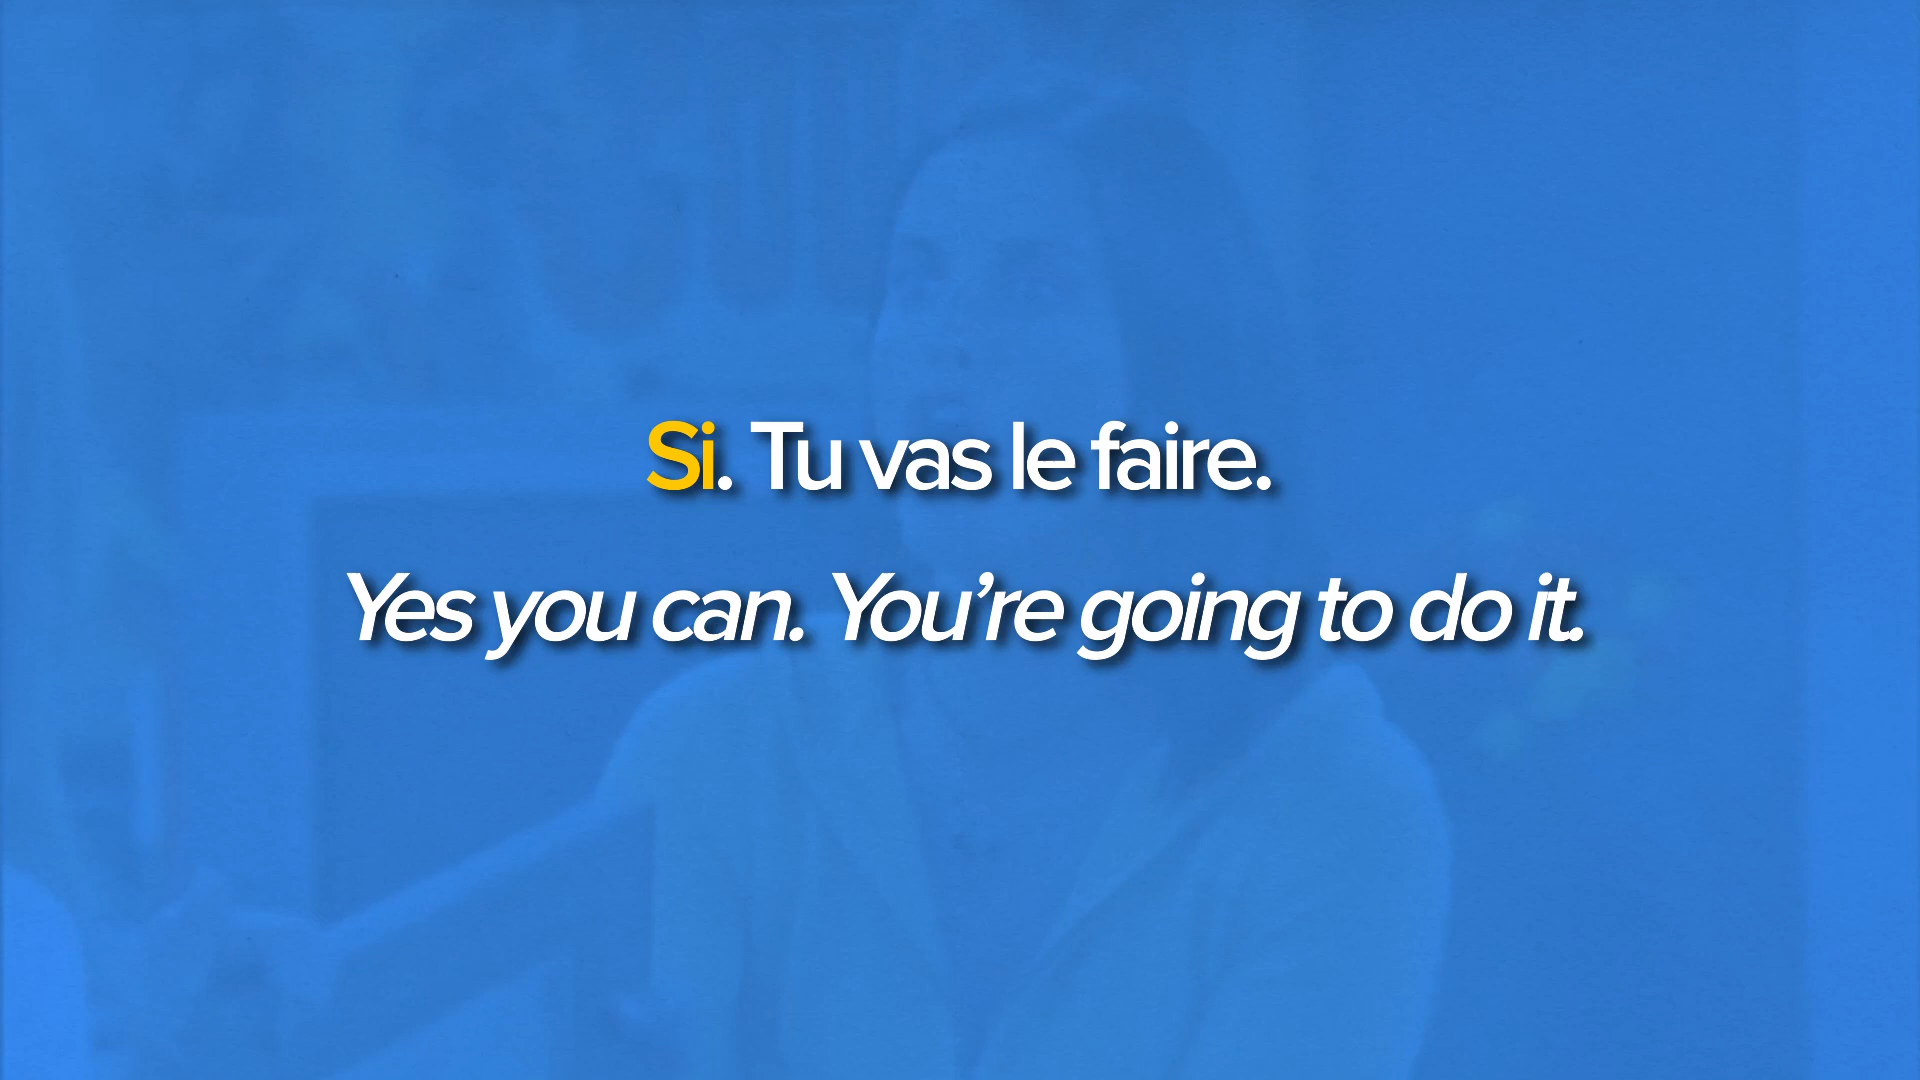 Si. Tu vas le faire.
Yes you can. You’re going to do it.